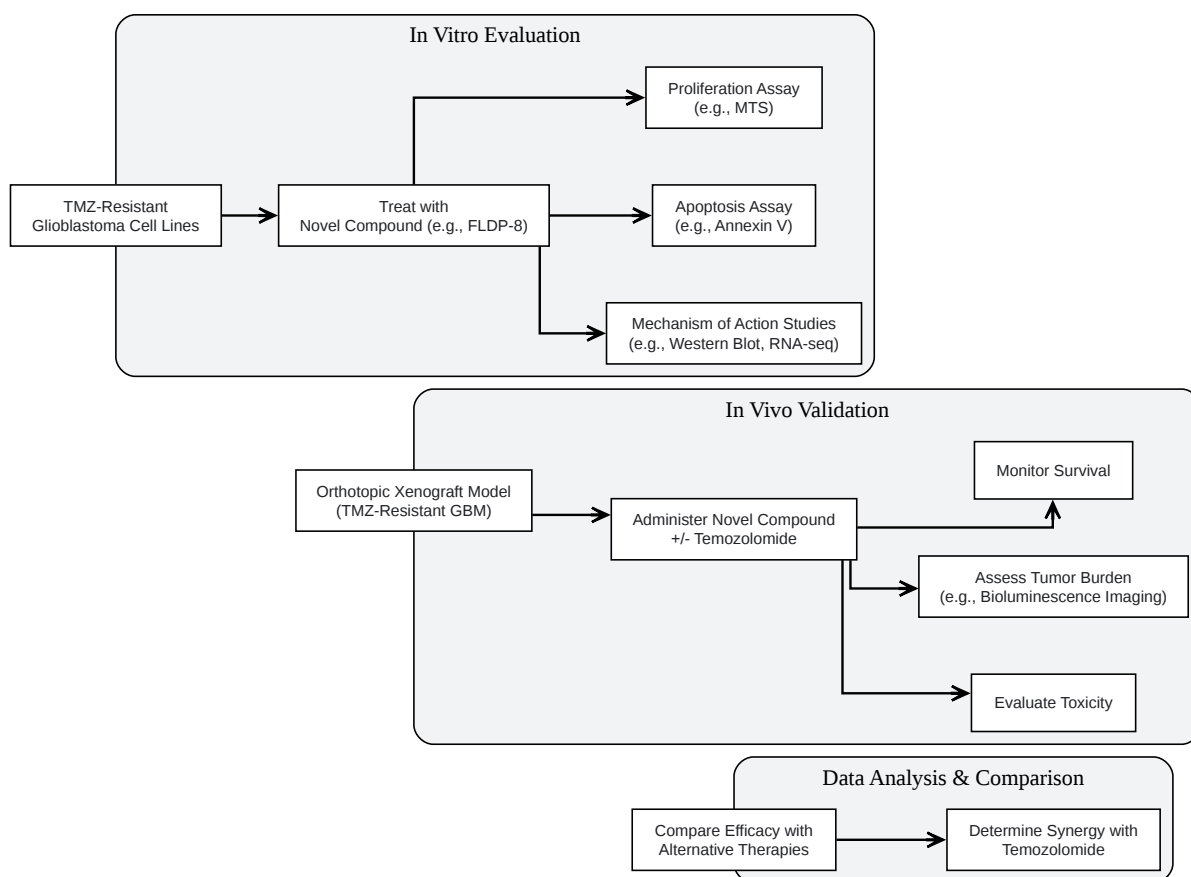 In Vitro Evaluation
Proliferation Assay
(e.g., MTS)
TMZ-Resistant
Glioblastoma Cell Lines
Treat with
Novel Compound (e.g., FLDP-8)
Apoptosis Assay
(e.g., Annexin V)
Mechanism of Action Studies
(e.g., Western Blot, RNA-seq)
In Vivo Validation
Monitor Survival
Orthotopic Xenograft Model
(TMZ-Resistant GBM)
Administer Novel Compound
+/- Temozolomide
Assess Tumor Burden
(e.g., Bioluminescence Imaging)
Evaluate Toxicity
Data Analysis & Comparison
Compare Efficacy with
Alternative Therapies
Determine Synergy with
Temozolomide